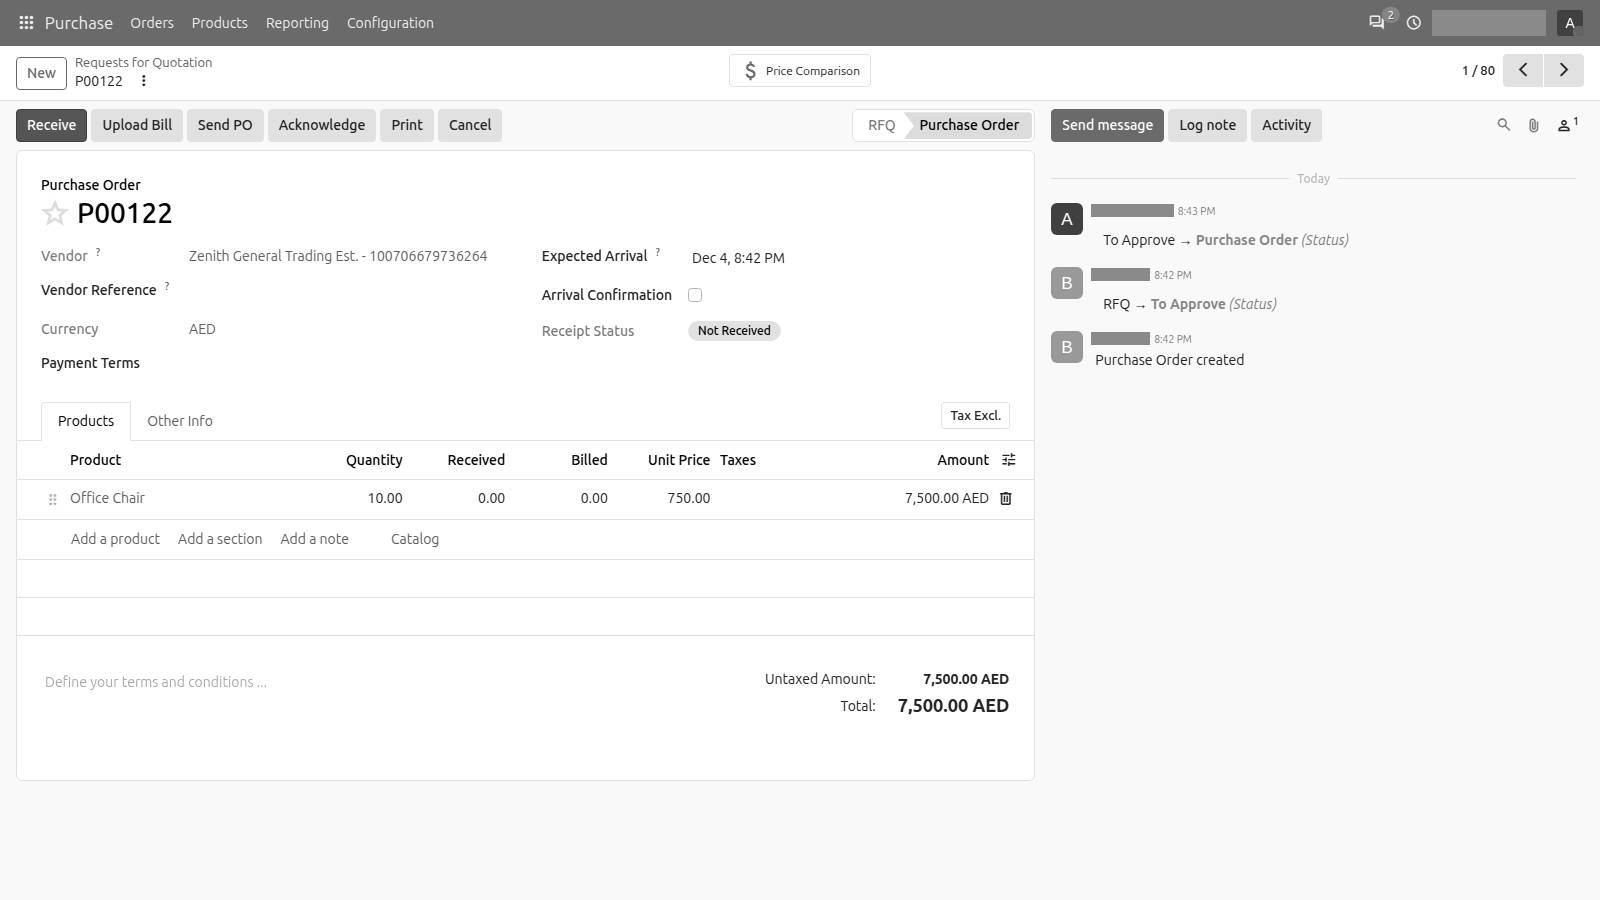 Purchase Orders Products Reporting Configuration 2 A
New Requests for Quotation
P00122
Price Comparison
1 / 80
Receive Upload Bill Send PO Acknowledge Print Cancel RFQ Purchase Order Send message Log note Activity 1
Purchase Order
P00122
Vendor ? Zenith General Trading Est. - 100706679736264
Vendor Reference ?
Currency AED
Payment Terms
Expected Arrival ? Dec 4, 8:42 PM
Arrival Confirmation
Receipt Status Not Received
Products Other Info Tax Excl.
Product Quantity Received Billed Unit Price Taxes Amount
Office Chair 10.00 0.00 0.00 750.00 7,500.00 AED
Add a product Add a section Add a note Catalog
Define your terms and conditions ...
Untaxed Amount: 7,500.00 AED
Total: 7,500.00 AED
Today
A 8:43 PM
To Approve → Purchase Order (Status)
B 8:42 PM
RFQ → To Approve (Status)
B 8:42 PM
Purchase Order created